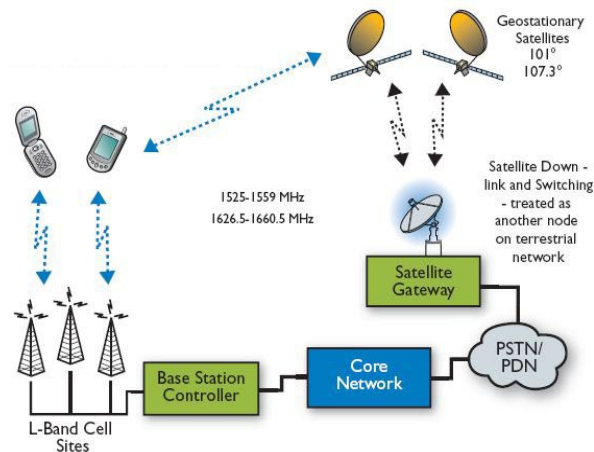 Geostationary
Satellites
101°
107.3°
1525-1559 MHz
1626.5-1660.5 MHz
Satellite Down -
link and Switching
- treated as
another node
on terrestrial
network
Satellite
Gateway
PSTN/
PDN
Core
Network
Base Station
Controller
L-Band Cell
Sites